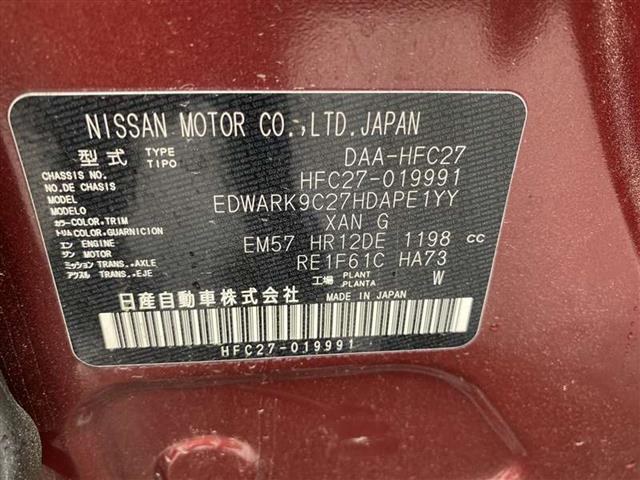 NISSAN MOTOR CO.,LTD.JAPAN
型式 TYPE TIPO DAA-HFC27
CHASSIS NO. NO.DE CHASIS HFC27-019991
MODEL MODELO EDWARK9C27HDAPE1YY
カラー COLOR,TRIM トリム COLOR,GUARNICION XAN G
エンジン ENGINE MOTOR EM57 HR12DE 1198 cc
ミッション TRANS.,AXLE アクスル TRANS.,EJE RE1F61C HA73
工場 PLANT PLANTA W
日産自動車株式会社 MADE IN JAPAN
HFC27-019991